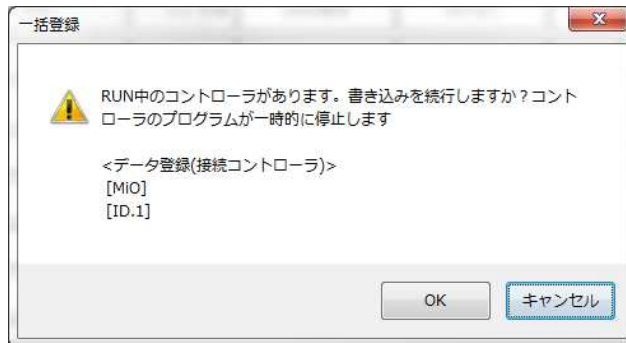 一括登録
RUN中のコントローラがあります。書き込みを続行しますか？コント
ローラのプログラムが一時的に停止します
<データ登録(接続コントローラ)>
[MiO]
[ID.1]
OK
キャンセル